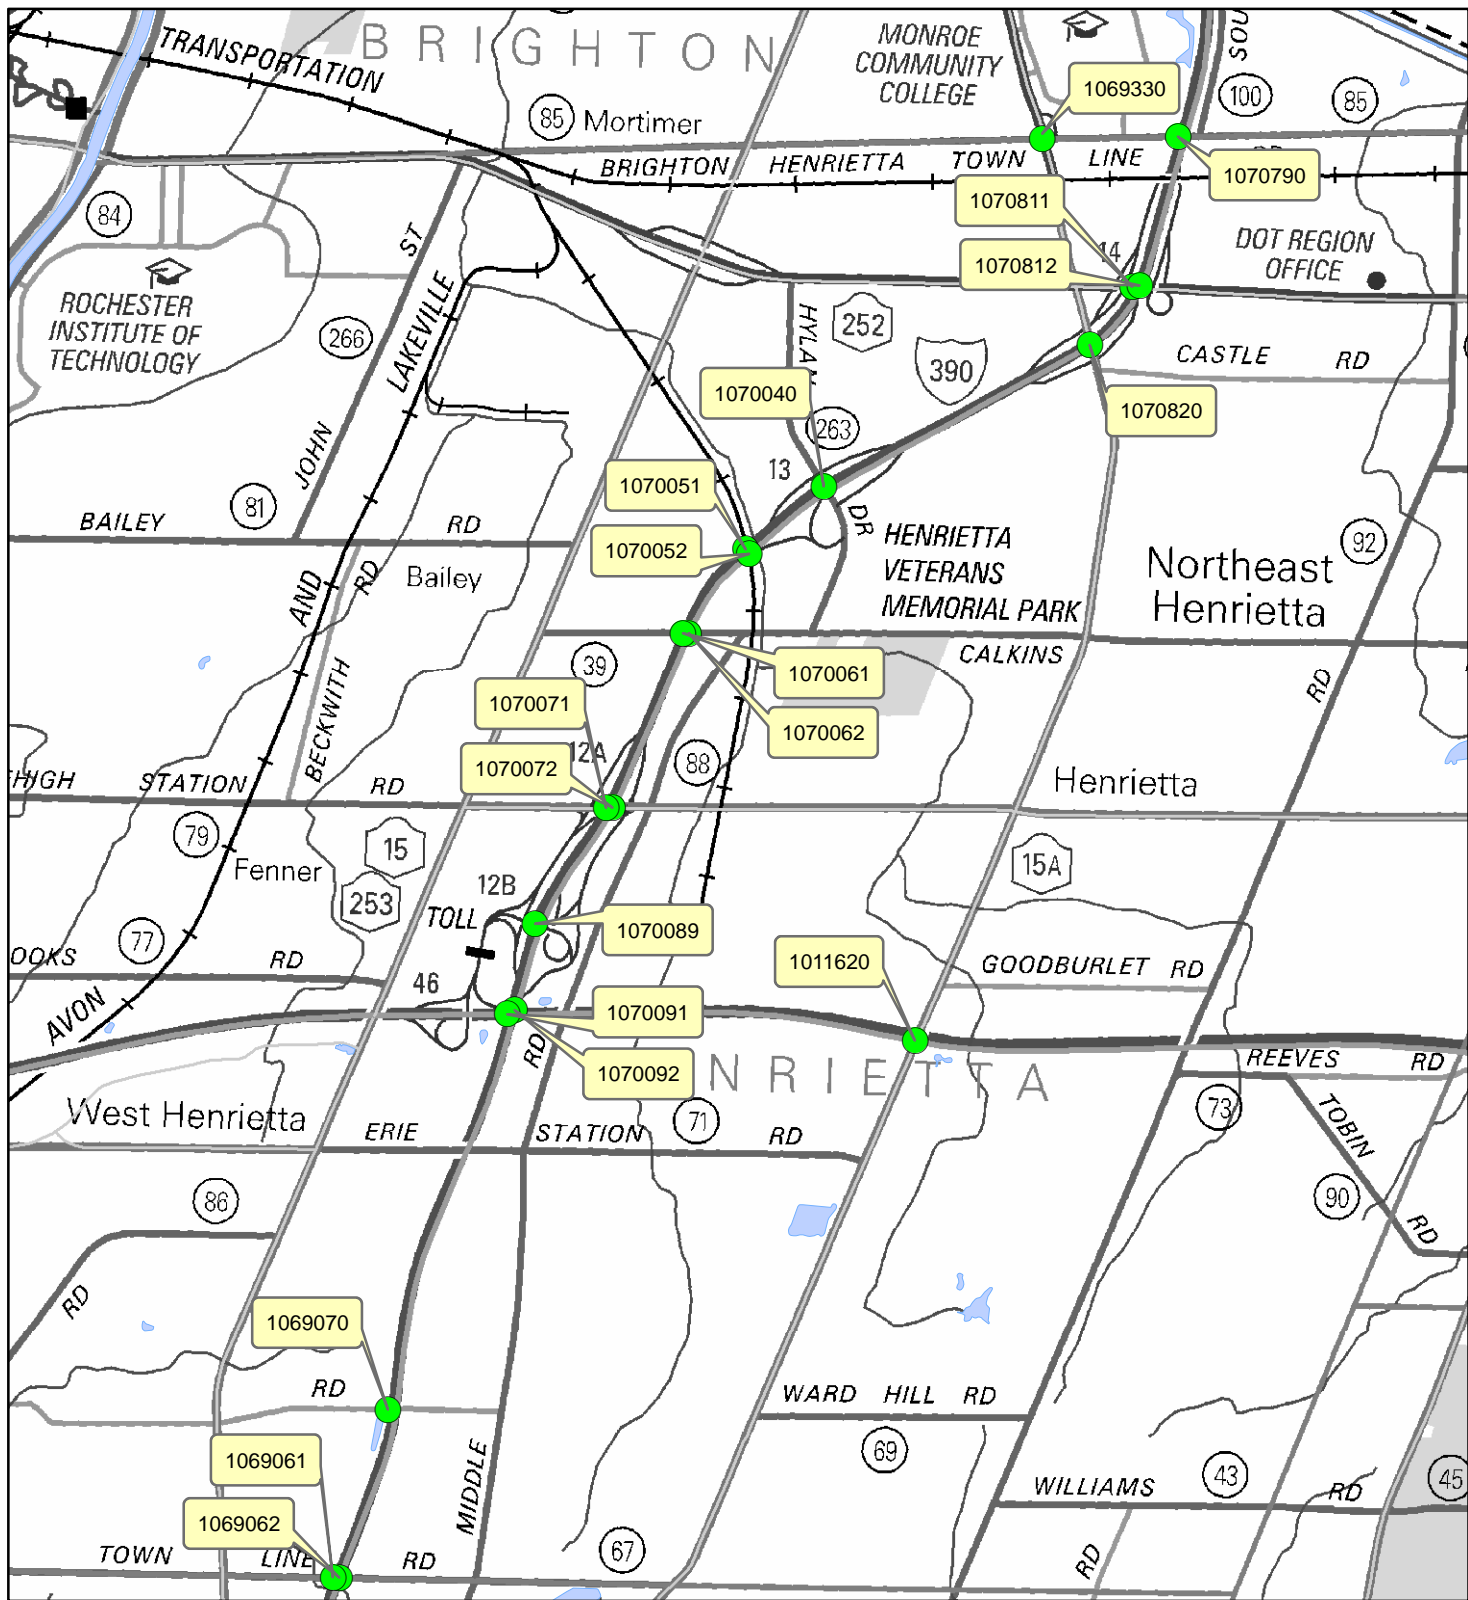 BRIGHTON
TRANSPORTATION
MONROE
COMMUNITY
COLLEGE
SOU
1069330
100
85
85 Mortimer
BRIGHTON HENRIETTA TOWN LINE
1070790
1070811
84
ST
14
DOT REGION
OFFICE
1070812
ROCHESTER
INSTITUTE OF
TECHNOLOGY
266
LAKEVILLE
HYLAN
252
390
CASTLE RD
1070040
1070820
263
JOHN
13
1070051
81
BAILEY RD
DR
HENRIETTA
VETERANS
MEMORIAL PARK
92
Northeast
Henrietta
1070052
Bailey
RD
AND
39
CALKINS
1070061
RD
BECKWITH
1070071
1070062
12A
88
1070072
HIGH STATION RD
Henrietta
79
15
Fenner
15A
12B
253
TOLL
1070089
77
1011620
OOKS RD
GOODBURLET RD
46
AVON
1070091
RD
REEVES RD
1070092
NRIETTA
West Henrietta
71
73
TOBIN
ERIE STATION RD
86
90
RD
RD
1069070
RD
WARD HILL RD
1069061
69
MIDDLE
WILLIAMS RD
43
45
1069062
TOWN LINE RD
67
RD